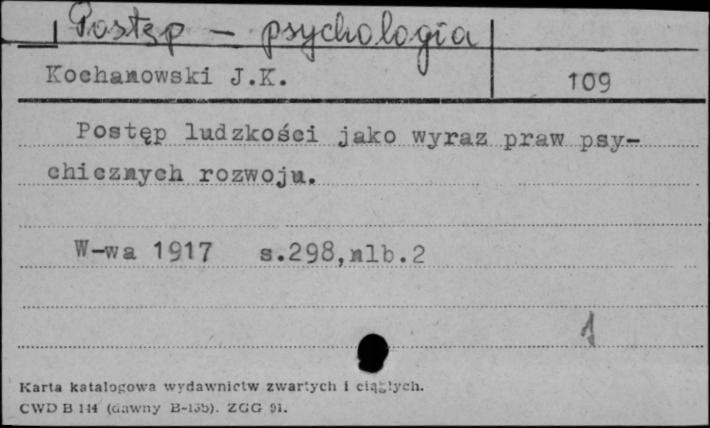 Postęp – psychologia
Kochanowski J.K. 109
Postęp ludzkości jako wyraz praw psy-
chicznych rozwoju.
W-wa 1917 s.298,nlb.2
1
Karta katalogowa wydawnictw zwartych i ciągłych.
CWD B 144 (dawny B-135). ZGG 91.